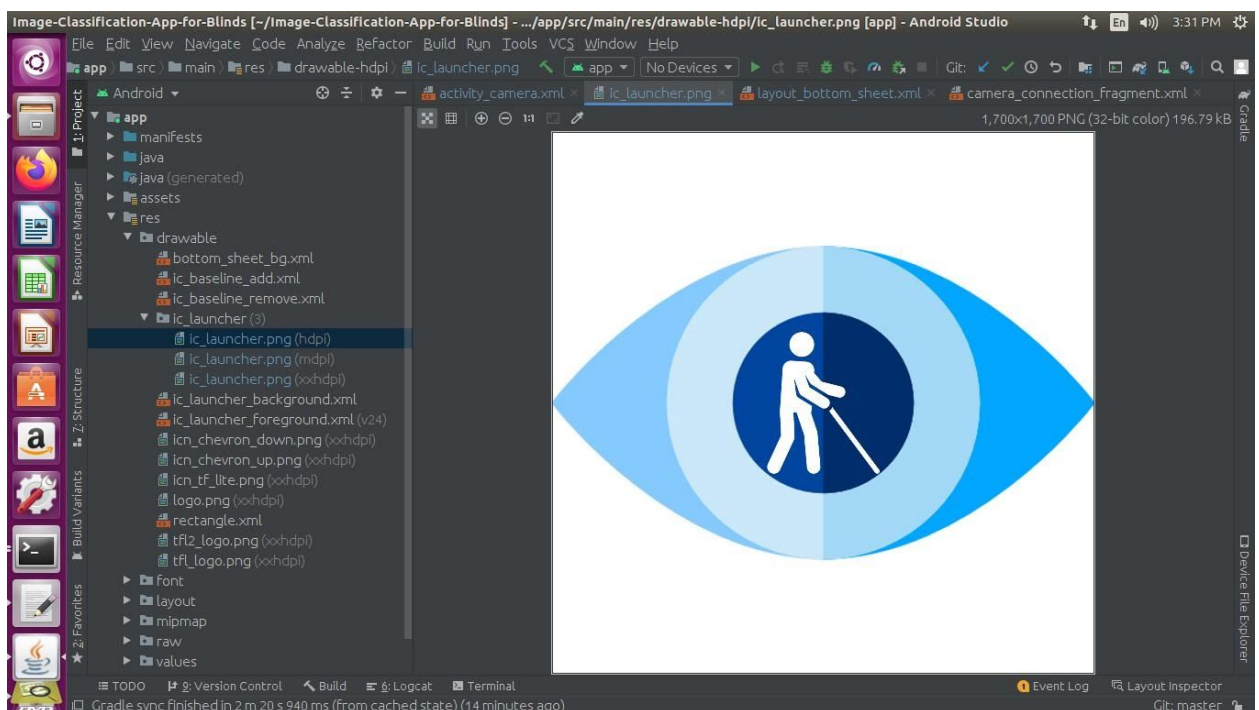 Image-Classification-App-for-Blinds [~/Image-Classification-App-for-Blinds] - .../app/src/main/res/drawable-hdpi/ic_launcher.png [app] - Android Studio
En 3:31 PM
File Edit View Navigate Code Analyze Refactor Build Run Tools VCS Window Help
app src main res drawable-hdpi ic_launcher.png app No Devices Git:
Android activity_camera.xml ic_launcher.png layout_bottom_sheet.xml camera_connection_fragment.xml
1:1 1,700x1,700 PNG (32-bit color) 196.79 kB
1: Project
Resource Manager
Z: Structure
Build Variants
2: Favorites
app
manifests
java
java (generated)
assets
res
drawable
bottom_sheet_bg.xml
ic_baseline_add.xml
ic_baseline_remove.xml
ic_launcher (3)
ic_launcher.png (hdpi)
ic_launcher.png (mdpi)
ic_launcher.png (xxhdpi)
ic_launcher_background.xml
ic_launcher_foreground.xml (v24)
icn_chevron_down.png (xxhdpi)
icn_chevron_up.png (xxhdpi)
icn_tf_lite.png (xxhdpi)
logo.png (xxhdpi)
rectangle.xml
tfl2_logo.png (xxhdpi)
tfl_logo.png (xxhdpi)
font
layout
mipmap
raw
values
Gradle
Device File Explorer
TODO 9: Version Control Build 6: Logcat Terminal 1 Event Log Layout Inspector
Gradle sync finished in 2 m 20 s 940 ms (from cached state) (14 minutes ago) Git: master